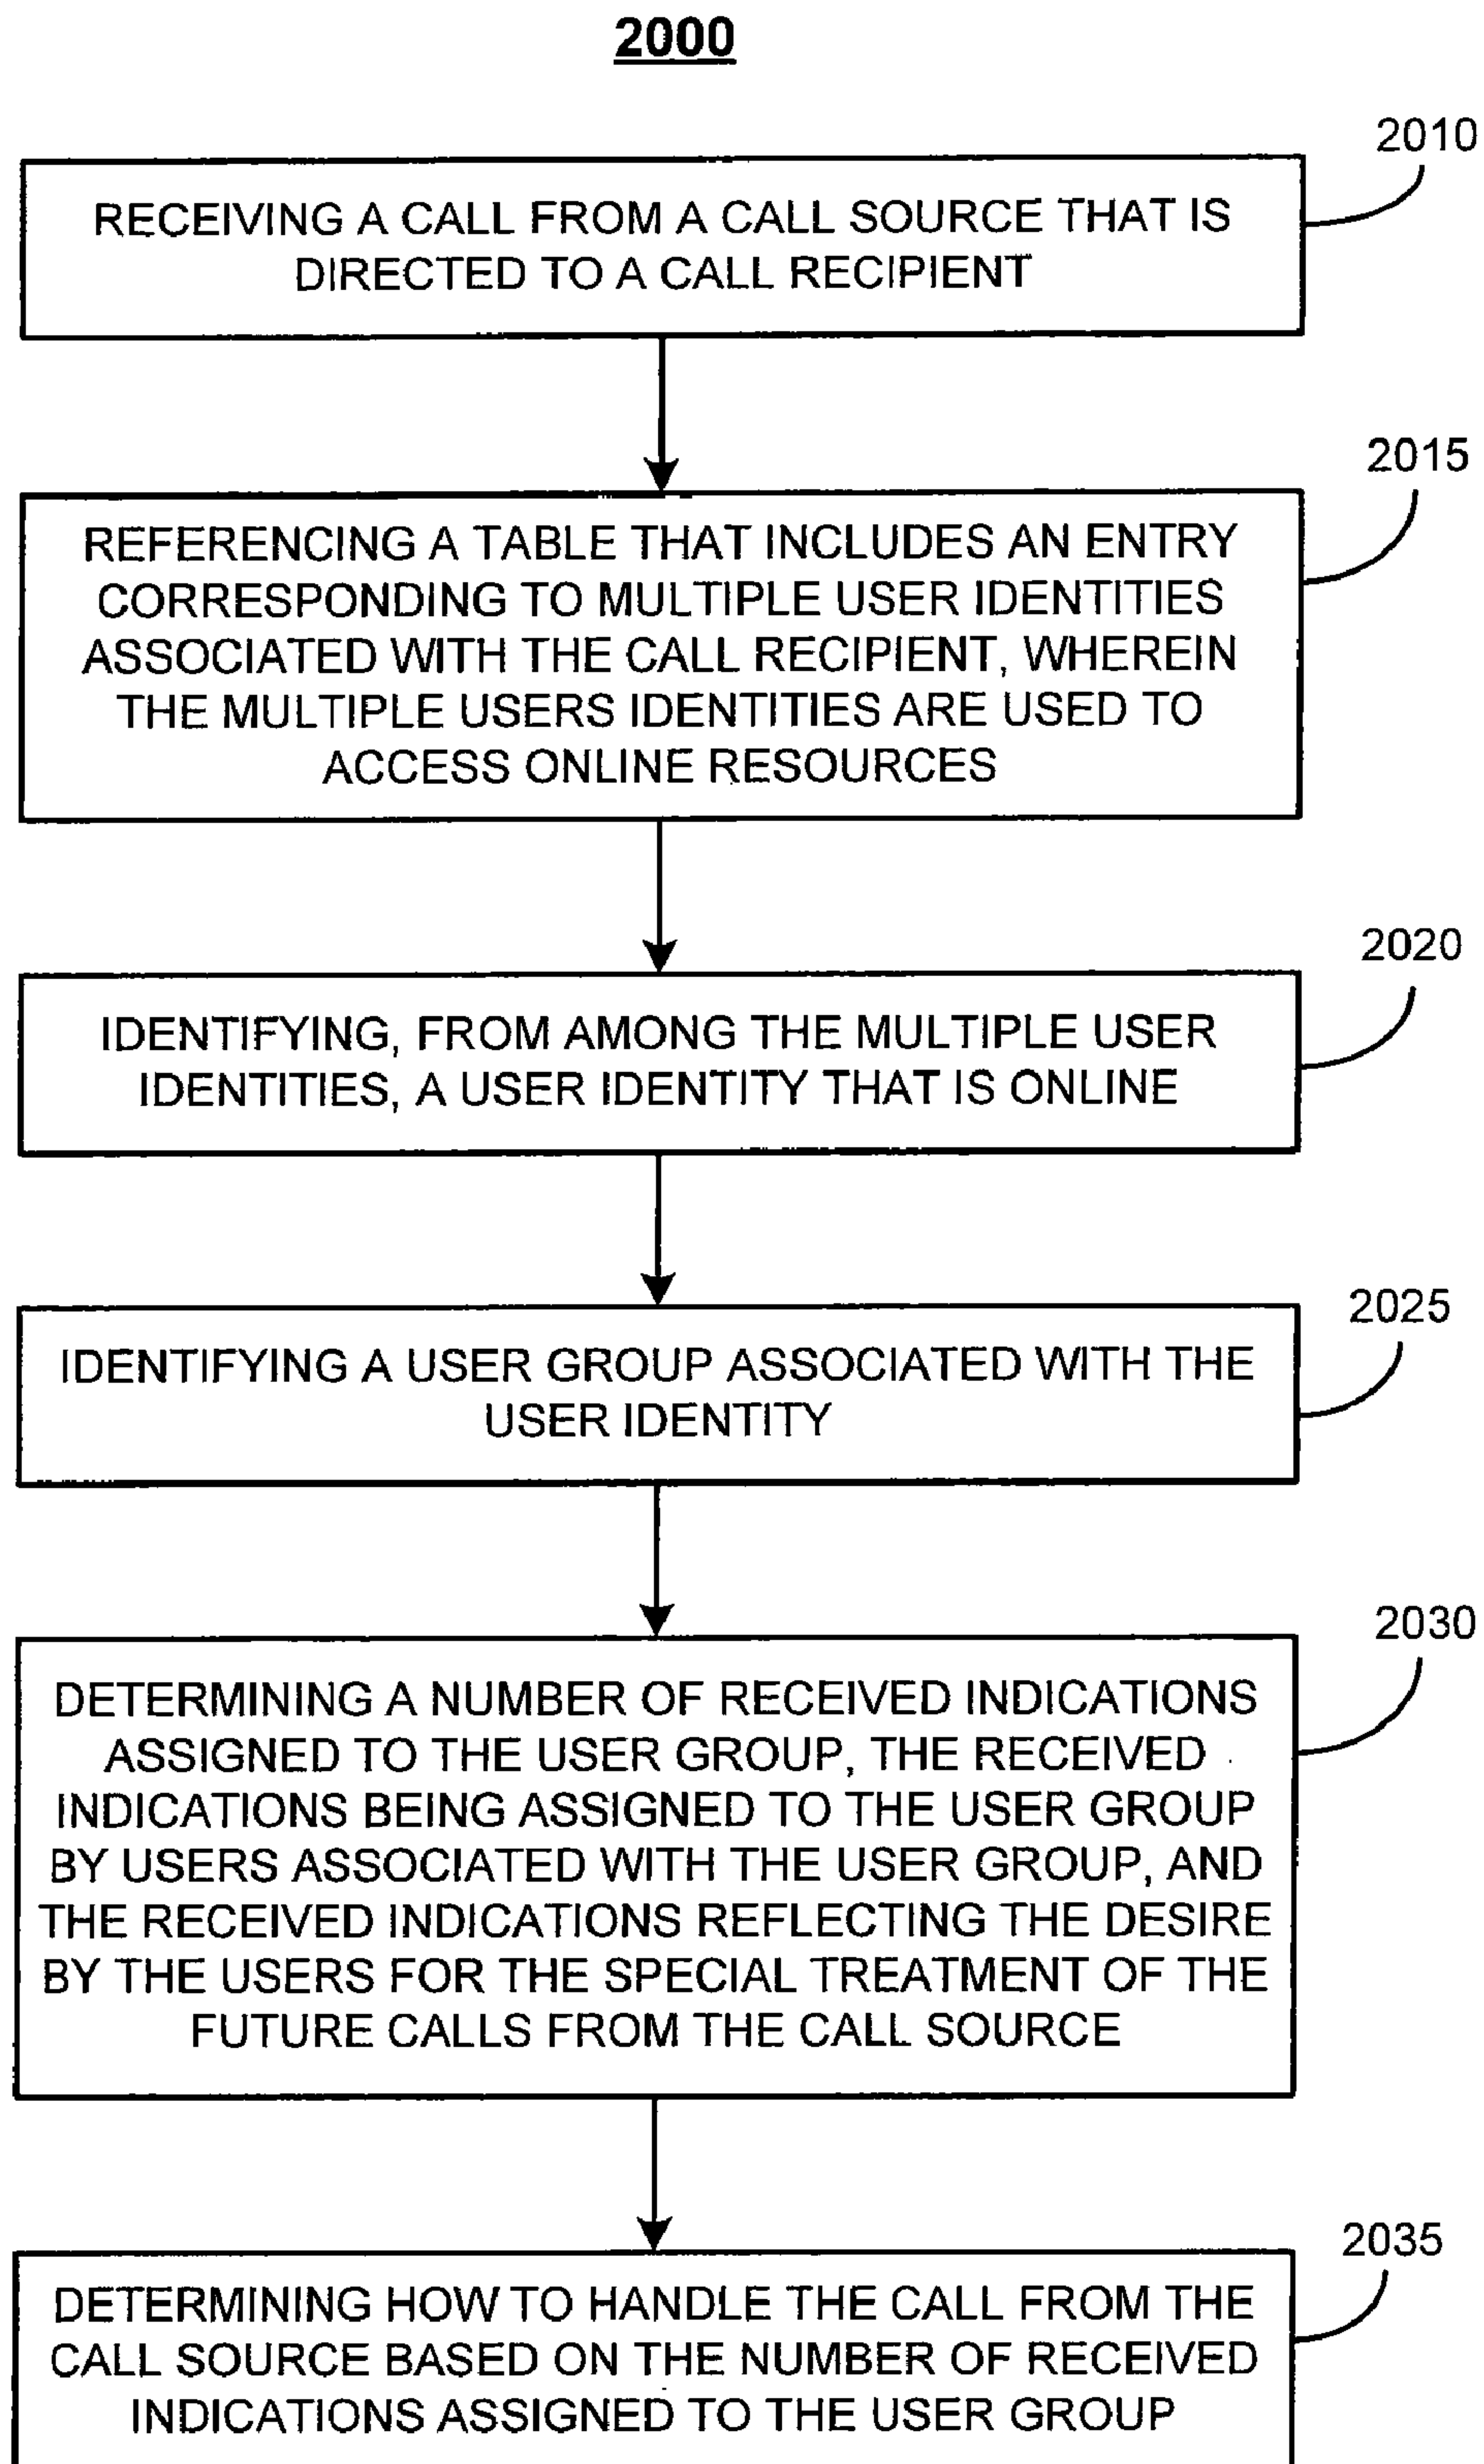 2000
2010
RECEIVING A CALL FROM A CALL SOURCE THAT IS
DIRECTED TO A CALL RECIPIENT
2015
REFERENCING A TABLE THAT INCLUDES AN ENTRY
CORRESPONDING TO MULTIPLE USER IDENTITIES
ASSOCIATED WITH THE CALL RECIPIENT, WHEREIN
THE MULTIPLE USERS IDENTITIES ARE USED TO
ACCESS ONLINE RESOURCES
2020
IDENTIFYING, FROM AMONG THE MULTIPLE USER
IDENTITIES, A USER IDENTITY THAT IS ONLINE
2025
IDENTIFYING A USER GROUP ASSOCIATED WITH THE
USER IDENTITY
2030
DETERMINING A NUMBER OF RECEIVED INDICATIONS
ASSIGNED TO THE USER GROUP, THE RECEIVED
INDICATIONS BEING ASSIGNED TO THE USER GROUP
BY USERS ASSOCIATED WITH THE USER GROUP, AND
THE RECEIVED INDICATIONS REFLECTING THE DESIRE
BY THE USERS FOR THE SPECIAL TREATMENT OF THE
FUTURE CALLS FROM THE CALL SOURCE
2035
DETERMINING HOW TO HANDLE THE CALL FROM THE
CALL SOURCE BASED ON THE NUMBER OF RECEIVED
INDICATIONS ASSIGNED TO THE USER GROUP